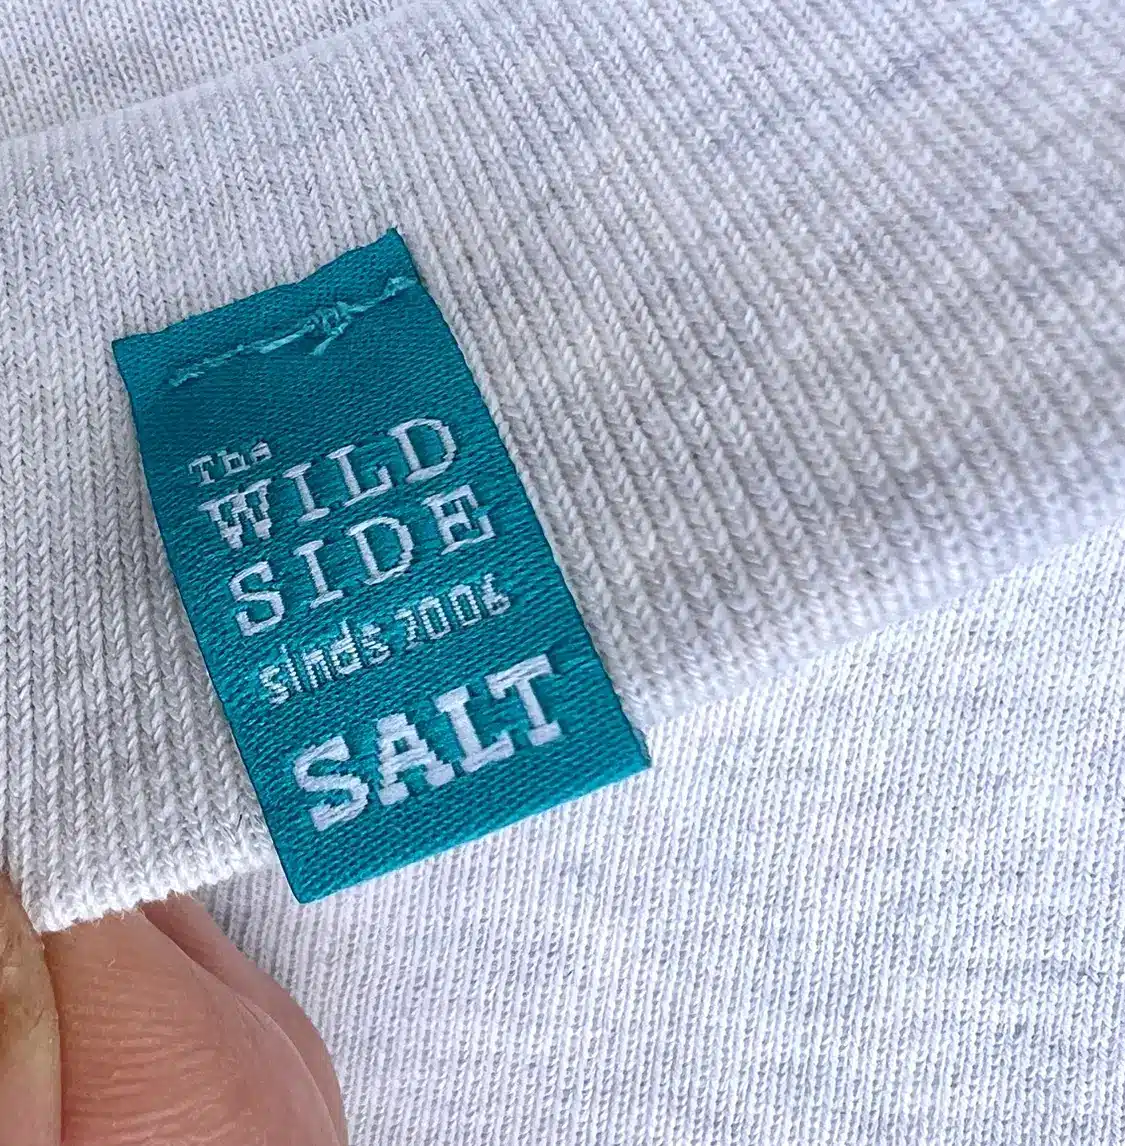 The
WILD
SIDE
sinds 2006
SALT